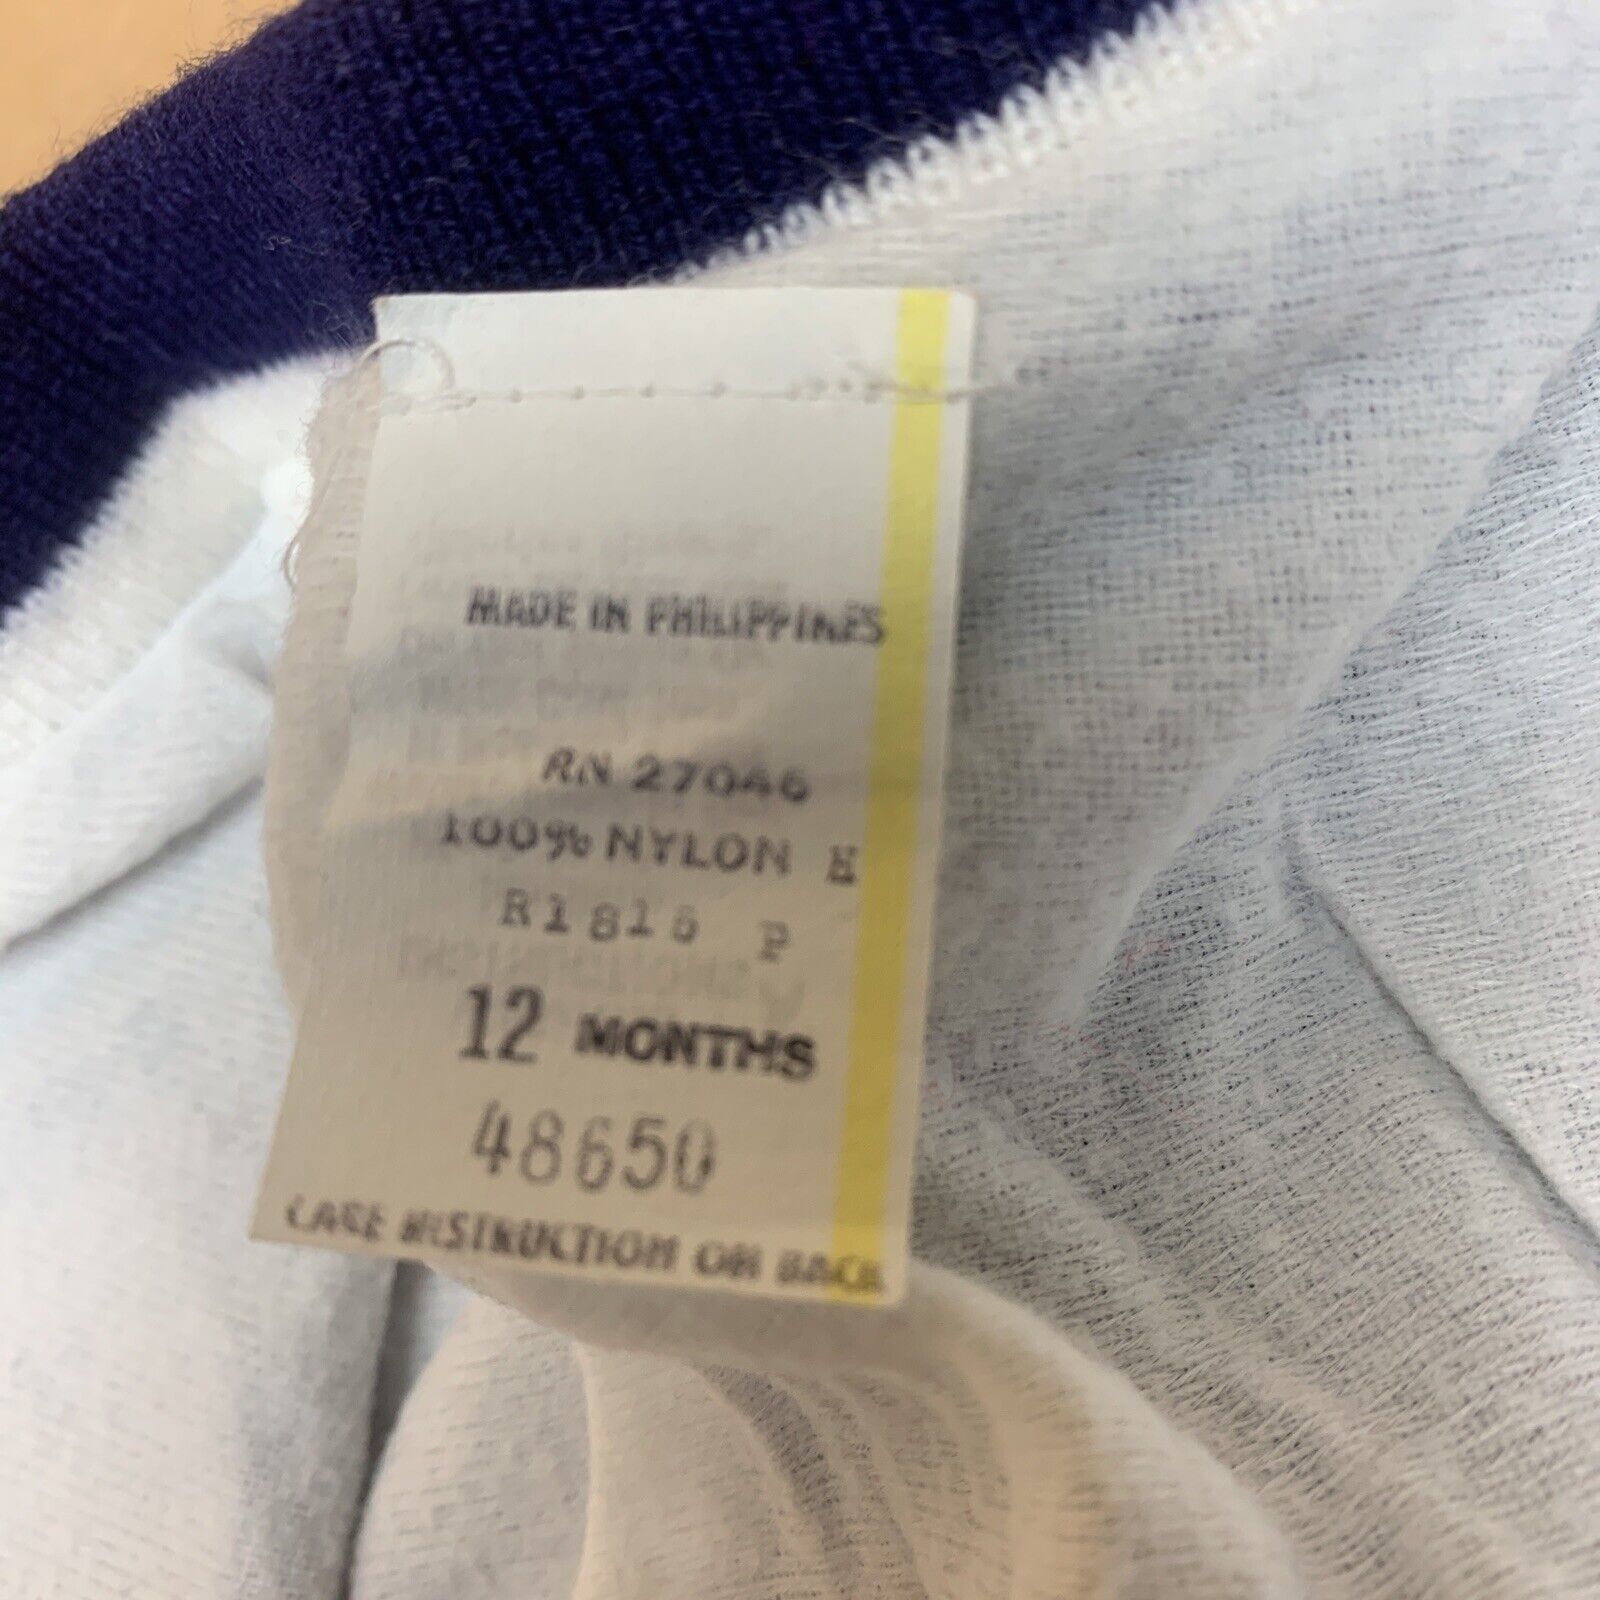 MADE IN PHILIPPINES
RN 27046
100% NYLON H
R1816 P
12 MONTHS
48650
CARE INSTRUCTION ON BACK